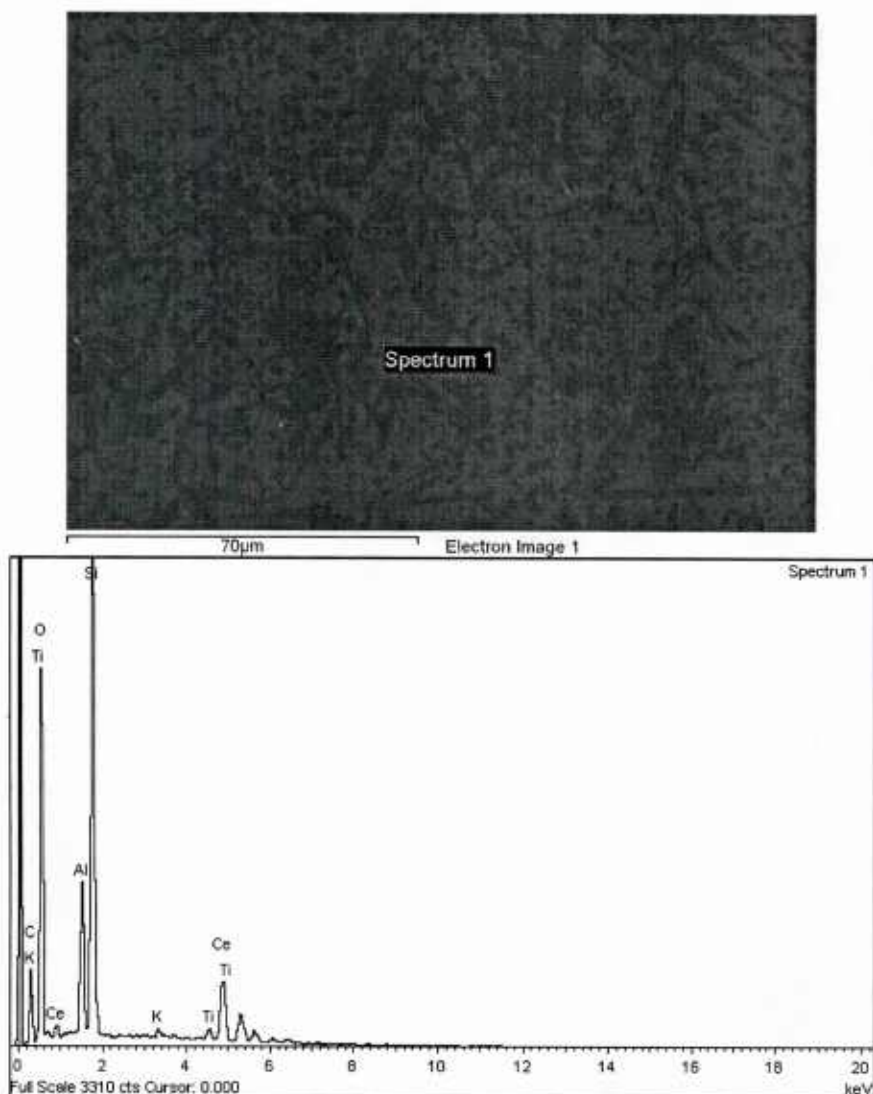 Spectrum 1
70µm Electron Image 1
Si Spectrum 1
O
Ti
Al
C
K
Ce
Ce
Ti
K
Ti
0 2 4 6 8 10 12 14 16 18 20
Full Scale 3310 cts Cursor: 0.000 keV